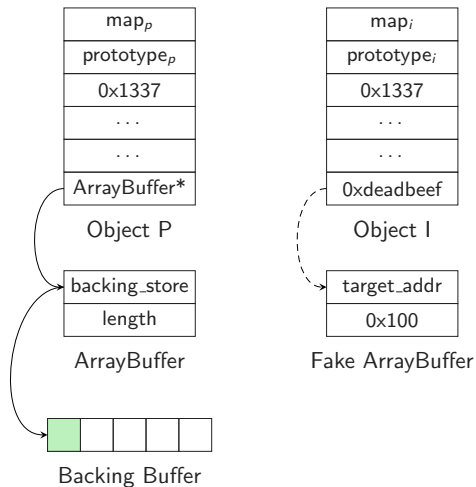 map_p
prototype_p
0x1337
...
...
ArrayBuffer*
Object P
backing_store
length
ArrayBuffer
Backing Buffer
map_i
prototype_i
0x1337
...
...
0xdeadbeef
Object I
target_addr
0x100
Fake ArrayBuffer